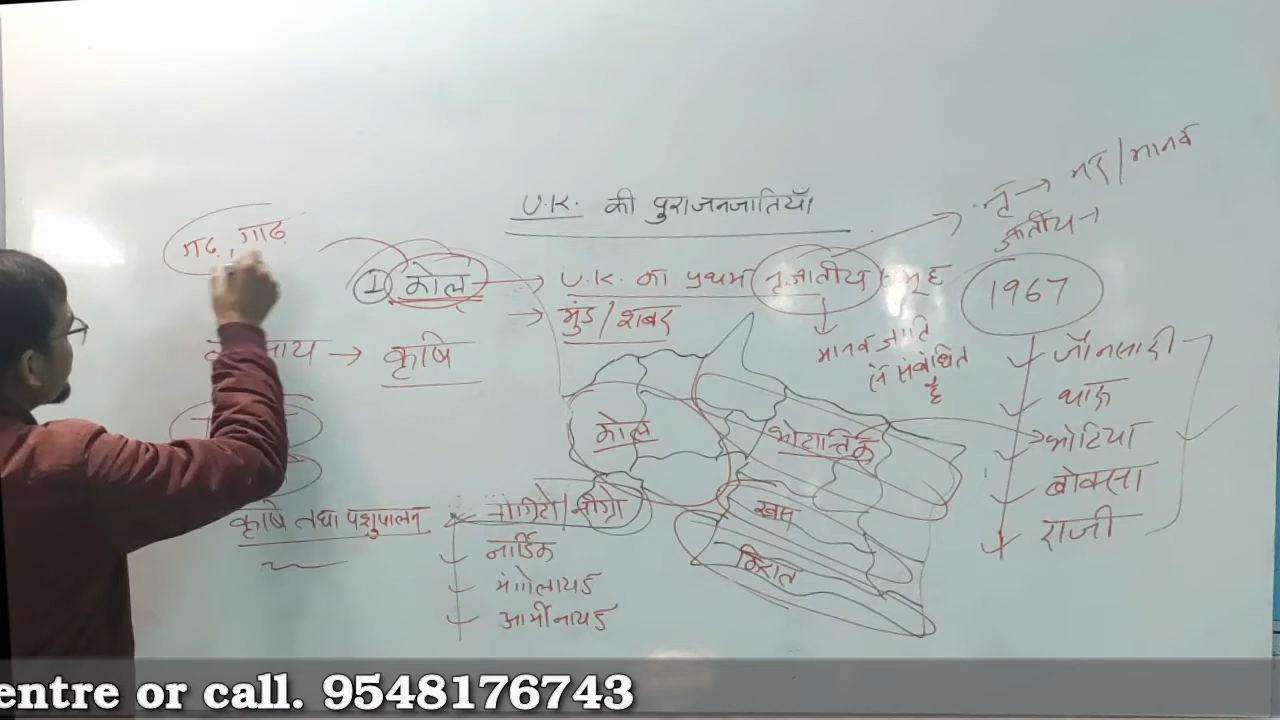 U.K. की पुराजनजातियाँ
नृ → नर/मानव
जातीय →
गढ, गाढ
① कोल → U.K. का प्रथम नृजातीय समूह
→ मुंड/शबर
मानव जाति
से संबंधित
है
1967
जौनसारी
थारू
भोटिया
बोक्सा
राजी
→ कृषि
कृषि तथा पशुपालन
नीग्रो
नार्डिक
मंगोलायड
आर्मीनायड
कोल
भोटान्तिक
खस
किरात
entre or call. 9548176743